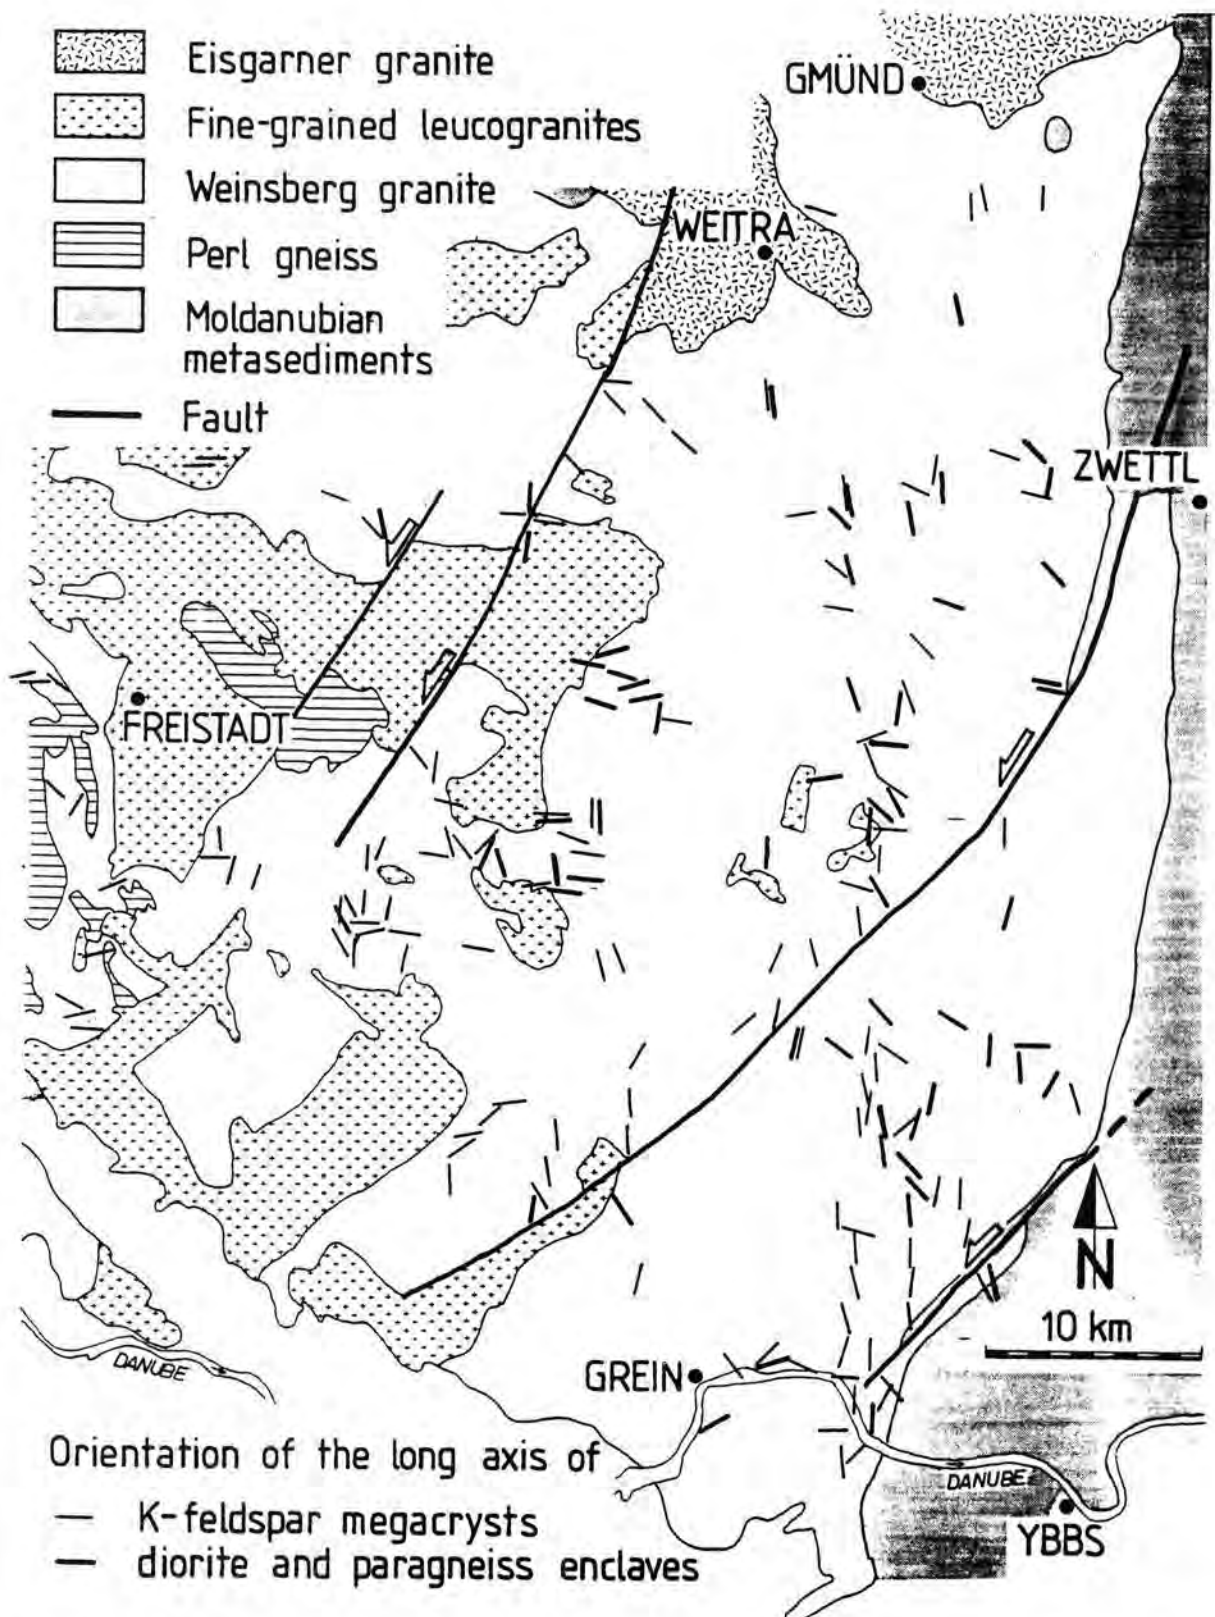 Eisgarner granite
Fine-grained leucogranites
Weinsberg granite
Perl gneiss
Moldanubian
metasediments
Fault
GMÜND
WEITRA
ZWETTL
FREISTADT
N
10 km
DANUBE
GREIN
DANUBE
YBBS
Orientation of the long axis of
K-feldspar megacrysts
diorite and paragneiss enclaves